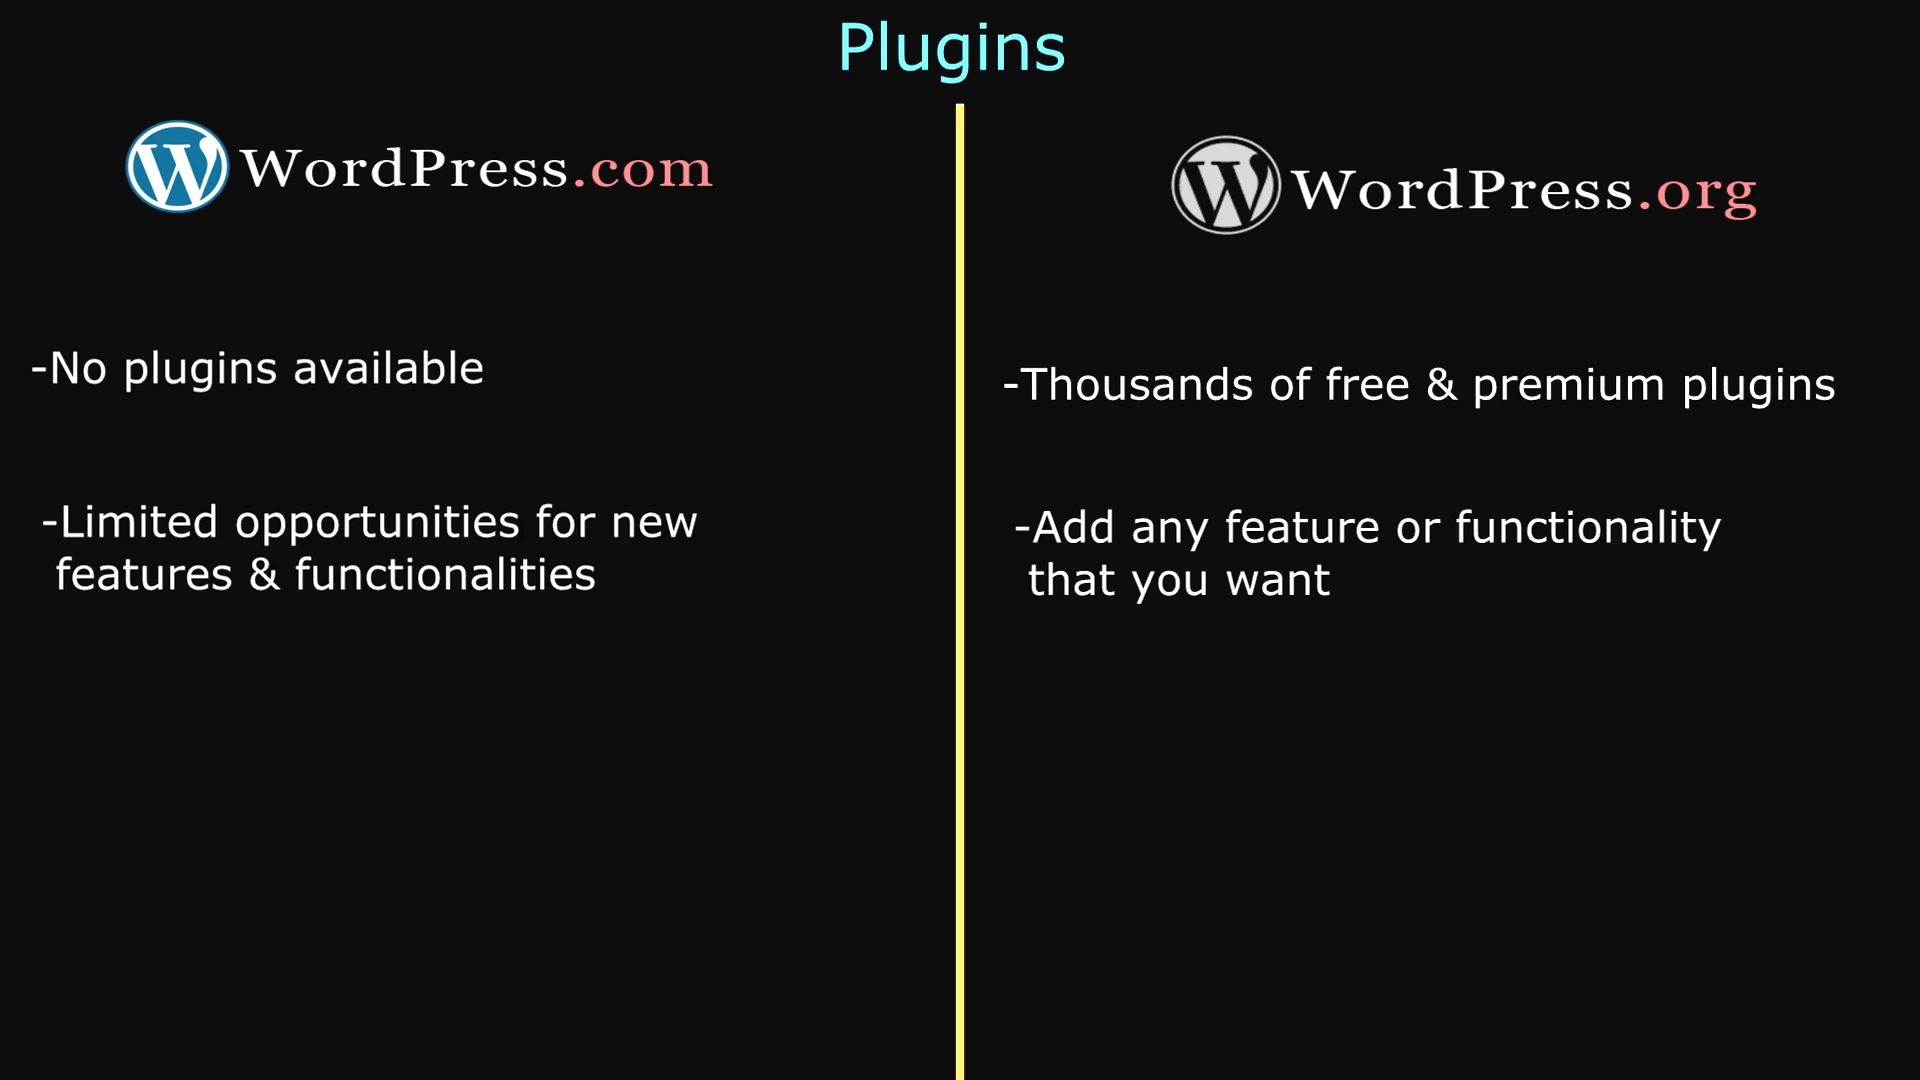 Plugins
WordPress.com
-No plugins available
-Limited opportunities for new
features & functionalities
WordPress.org
-Thousands of free & premium plugins
-Add any feature or functionality
that you want